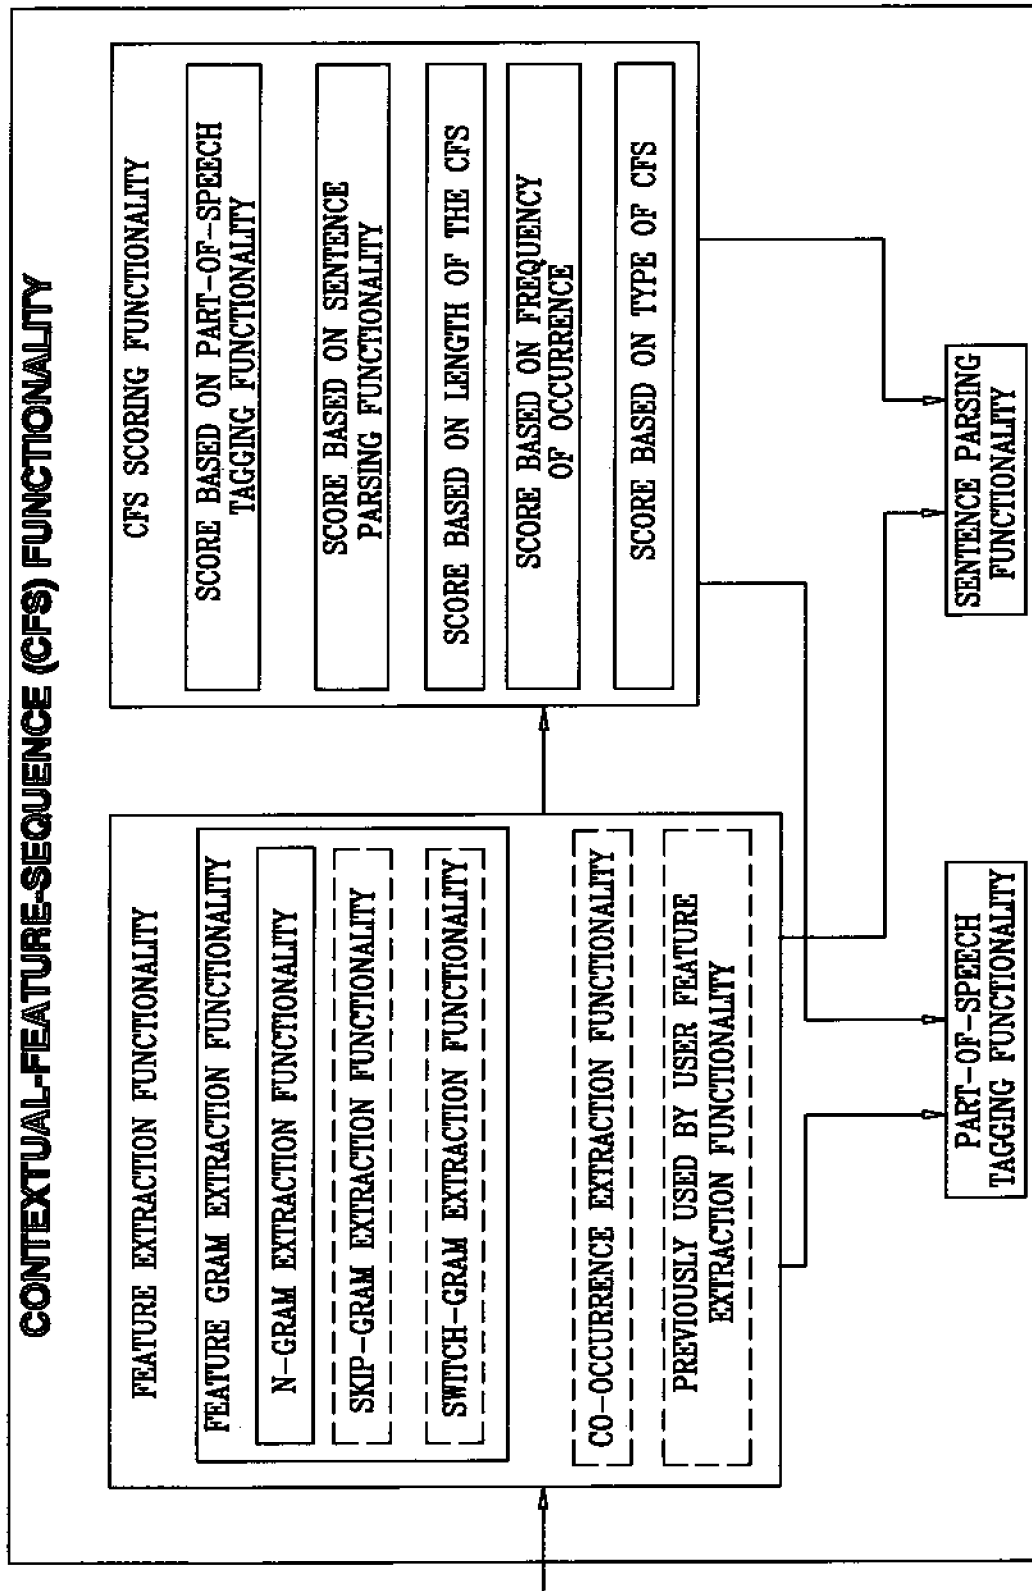 CONTEXTUAL-FEATURE-SEQUENCE (CFS) FUNCTIONALITY
FEATURE EXTRACTION FUNCTIONALITY
FEATURE GRAM EXTRACTION FUNCTIONALITY
N-GRAM EXTRACTION FUNCTIONALITY
SKIP-GRAM EXTRACTION FUNCTIONALITY
SWITCH-GRAM EXTRACTION FUNCTIONALITY
CO-OCCURRENCE EXTRACTION FUNCTIONALITY
PREVIOUSLY USED BY USER FEATURE
EXTRACTION FUNCTIONALITY
CFS SCORING FUNCTIONALITY
SCORE BASED ON PART-OF-SPEECH
TAGGING FUNCTIONALITY
SCORE BASED ON SENTENCE
PARSING FUNCTIONALITY
SCORE BASED ON LENGTH OF THE CFS
SCORE BASED ON FREQUENCY
OF OCCURRENCE
SCORE BASED ON TYPE OF CFS
PART-OF-SPEECH
TAGGING FUNCTIONALITY
SENTENCE PARSING
FUNCTIONALITY